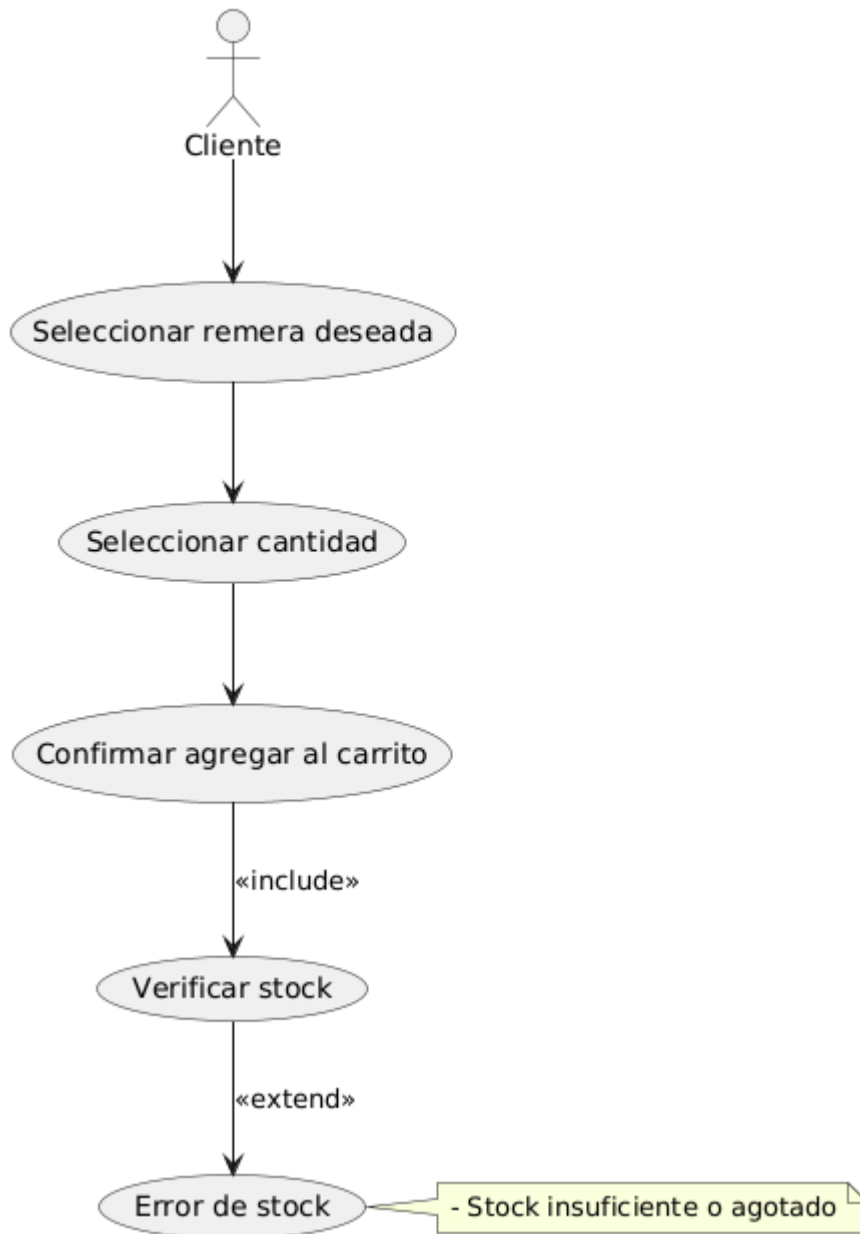 Cliente
Seleccionar remera deseada
Seleccionar cantidad
Confirmar agregar al carrito
«include»
Verificar stock
«extend»
Error de stock
- Stock insuficiente o agotado